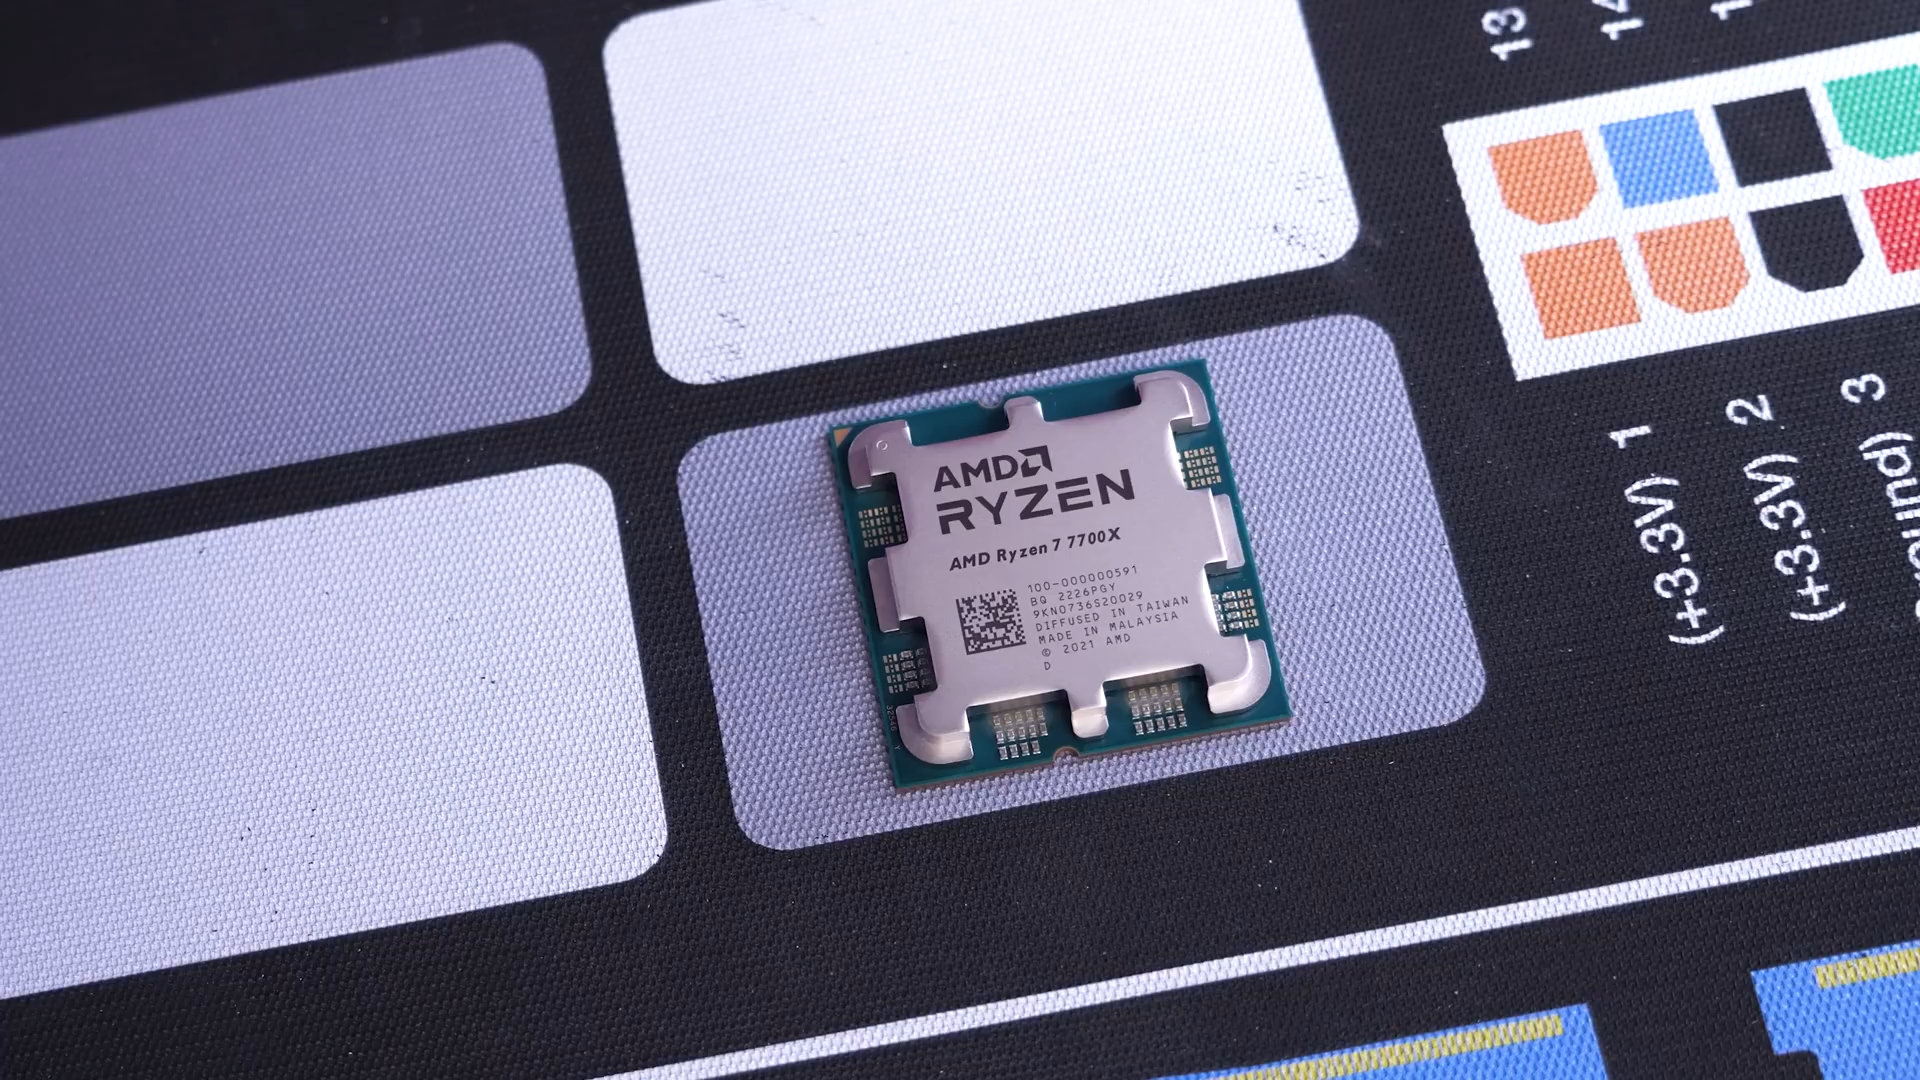 13
14
AMD
RYZEN
AMD Ryzen 7 7700X
100-000000591
BQ 2226PGY
9KN0736S20029
DIFFUSED IN TAIWAN
MADE IN MALAYSIA
© 2021 AMD
D
(+3.3V) 1
(+3.3V) 2
3